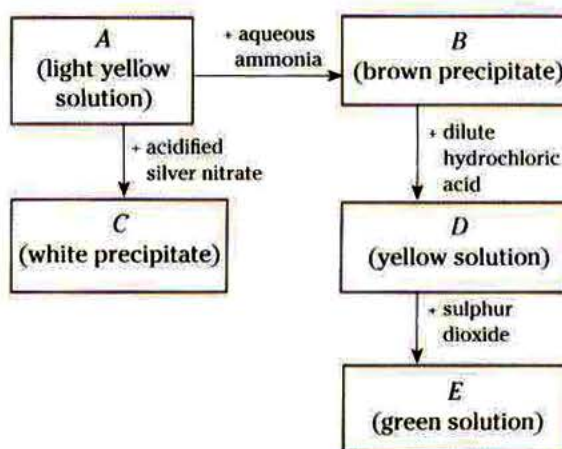 A
(light yellow
solution)
+ aqueous
ammonia
B
(brown precipitate)
+ acidified
silver nitrate
+ dilute
hydrochloric
acid
C
(white precipitate)
D
(yellow solution)
+ sulphur
dioxide
E
(green solution)